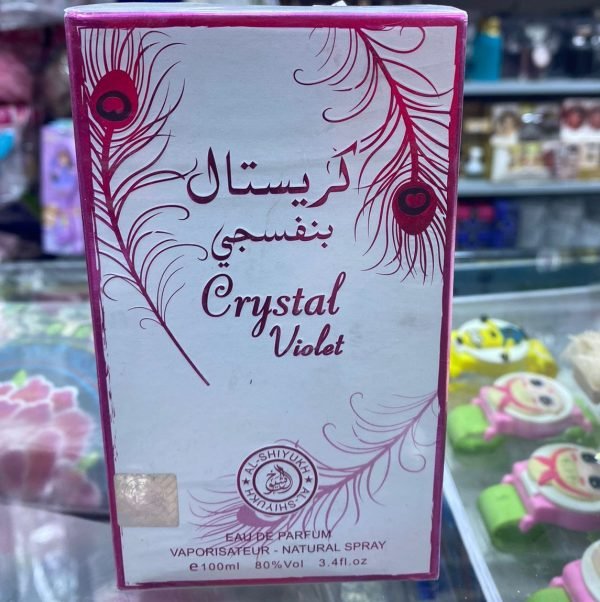 كريستال
بنفسجي
Crystal
Violet
AL-SHIYUKH ★ AL-SHIYUKH ★
EAU DE PARFUM
VAPORISATEUR - NATURAL SPRAY
e100ml 80%Vol 3.4fl.oz